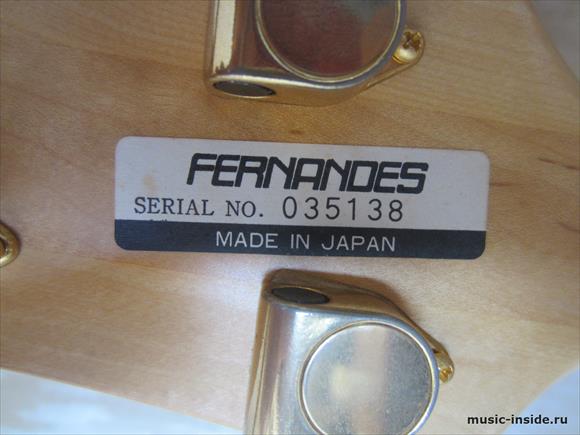 FERNANDES
SERIAL NO. 035138
MADE IN JAPAN
music-inside.ru